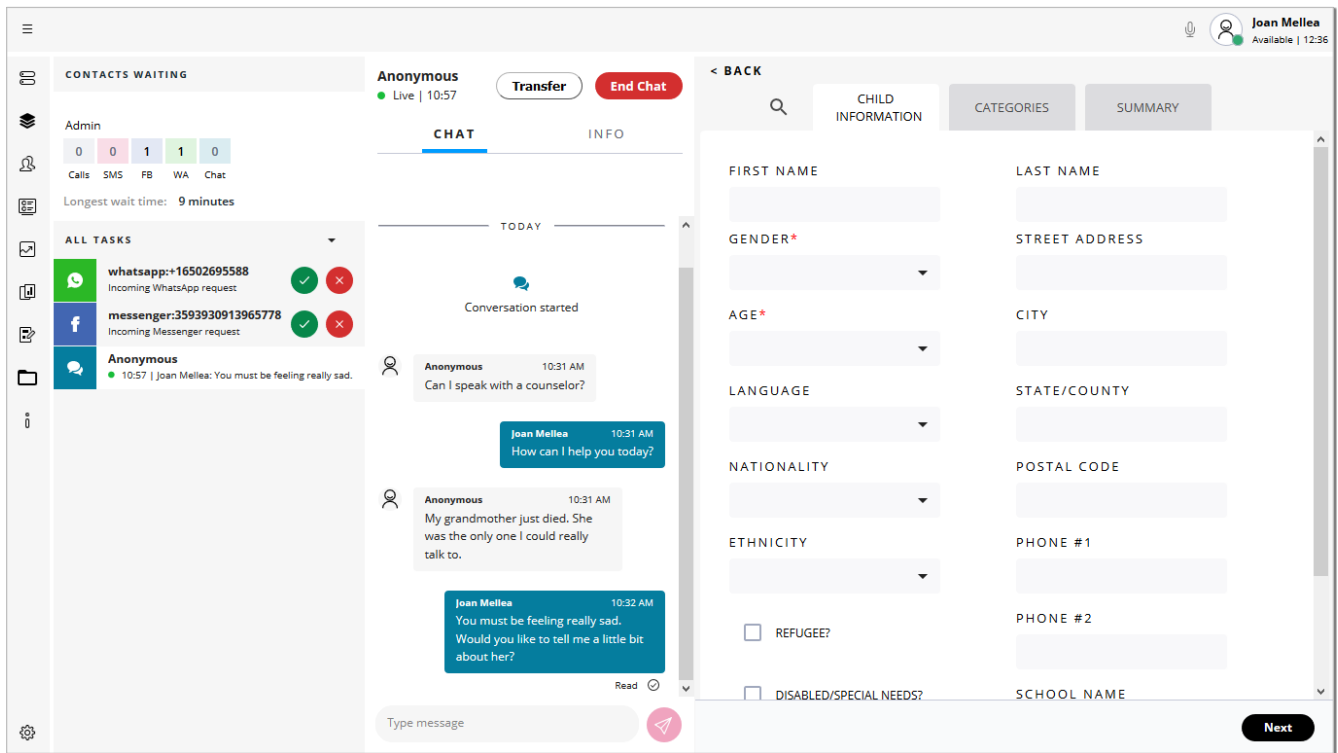 Joan Mellea
Available | 12:36
CONTACTS WAITING
Admin
0 0 1 1 0
Calls SMS FB WA Chat
Longest wait time: 9 minutes
ALL TASKS
whatsapp:+16502695588
Incoming WhatsApp request
messenger:3593930913965778
Incoming Messenger request
Anonymous
10:57 | Joan Mellea: You must be feeling really sad.
Anonymous
Live | 10:57
Transfer
End Chat
CHAT INFO
TODAY
Conversation started
Anonymous 10:31 AM
Can I speak with a counselor?
Joan Mellea 10:31 AM
How can I help you today?
Anonymous 10:31 AM
My grandmother just died. She
was the only one I could really
talk to.
Joan Mellea 10:32 AM
You must be feeling really sad.
Would you like to tell me a little bit
about her?
Read
Type message
< BACK
CHILD
INFORMATION
CATEGORIES
SUMMARY
FIRST NAME
LAST NAME
GENDER*
STREET ADDRESS
AGE*
CITY
LANGUAGE
STATE/COUNTY
NATIONALITY
POSTAL CODE
ETHNICITY
PHONE #1
REFUGEE?
PHONE #2
DISABLED/SPECIAL NEEDS?
SCHOOL NAME
Next